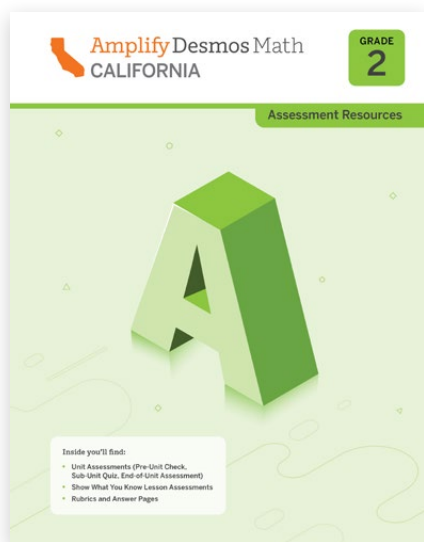 Amplify Desmos Math
CALIFORNIA
GRADE
2
Assessment Resources
A
Inside you'll find:
• Unit Assessments (Pre-Unit Check,
Sub-Unit Quiz, End-of-Unit Assessment)
• Show What You Know Lesson Assessments
• Rubrics and Answer Pages